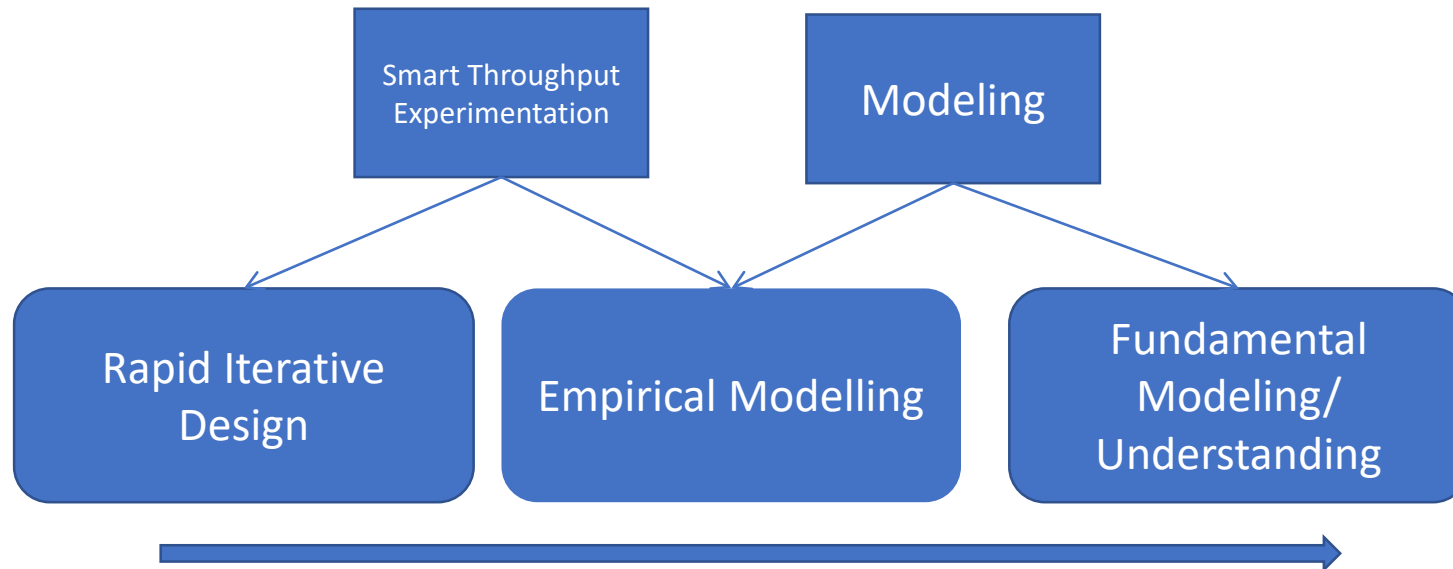 Smart Throughput
Experimentation
Modeling
Rapid Iterative
Design
Empirical Modelling
Fundamental
Modeling/
Understanding